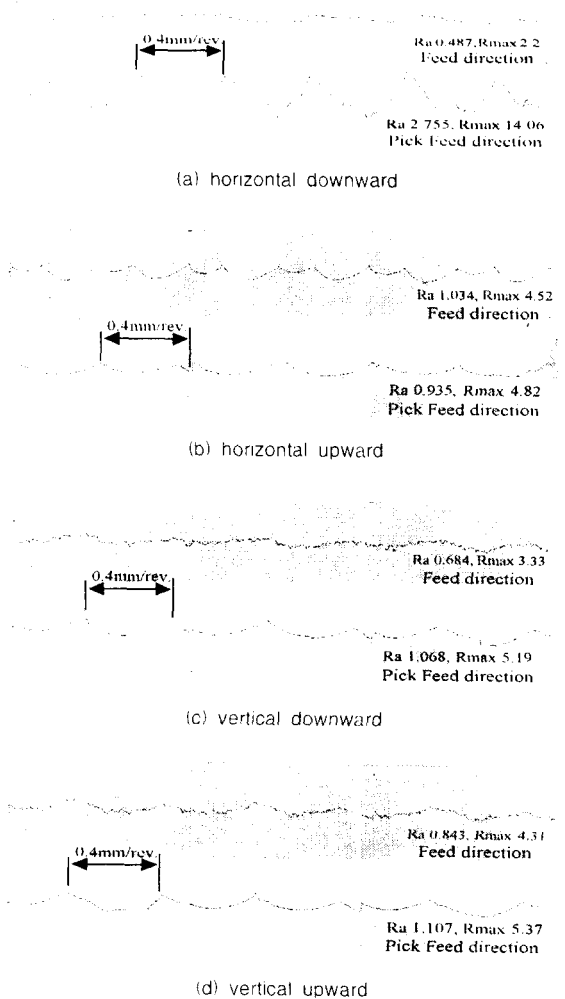 0.4mm/rev.
Ra 0.487, Rmax 2.2
Feed direction
Ra 2.755, Rmax 14.06
Pick Feed direction
(a) horizontal downward
Ra 1.034, Rmax 4.52
Feed direction
0.4mm/rev.
Ra 0.935, Rmax 4.82
Pick Feed direction
(b) horizontal upward
Ra 0.684, Rmax 3.33
Feed direction
0.4mm/rev.
Ra 1.068, Rmax 5.19
Pick Feed direction
(c) vertical downward
Ra 0.843, Rmax 4.31
Feed direction
0.4mm/rev.
Ra 1.107, Rmax 5.37
Pick Feed direction
(d) vertical upward